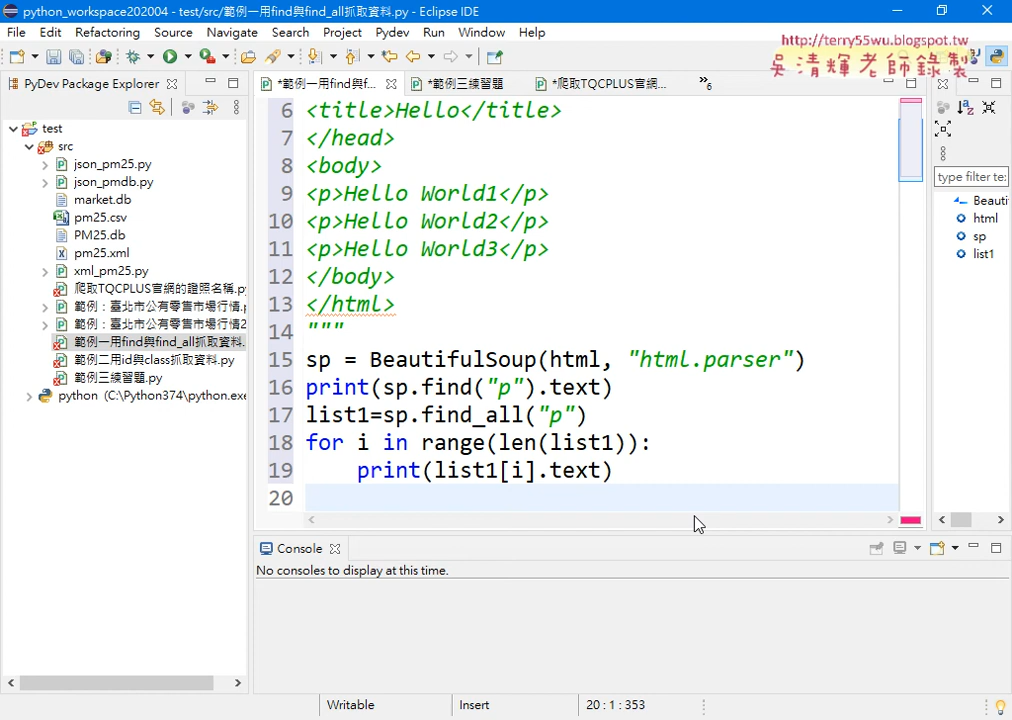 python_workspace202004 - test/src/範例一用find與find_all抓取資料.py - Eclipse IDE
File Edit Refactoring Source Navigate Search Project Pydev Run Window Help
http://terry55wu.blogspot.tw
吳清輝老師錄製
PyDev Package Explorer
*範例一用find與f...
*範例三練習題
*爬取TQCPLUS官網...
»6
test
src
json_pm25.py
json_pmdb.py
market.db
pm25.csv
PM25.db
pm25.xml
xml_pm25.py
爬取TQCPLUS官網的證照名稱.py
範例：臺北市公有零售市場行情.
範例：臺北市公有零售市場行情2
範例一用find與find_all抓取資料.
範例二用id與class抓取資料.py
範例三練習題.py
python (C:\Python374\python.exe
6 <title>Hello</title>
7 </head>
8 <body>
9 <p>Hello World1</p>
10 <p>Hello World2</p>
11 <p>Hello World3</p>
12 </body>
13 </html>
14 """
15 sp = BeautifulSoup(html, "html.parser")
16 print(sp.find("p").text)
17 list1=sp.find_all("p")
18 for i in range(len(list1)):
19 print(list1[i].text)
20
type filter te:
Beauti
html
sp
list1
Console
No consoles to display at this time.
Writable Insert 20 : 1 : 353